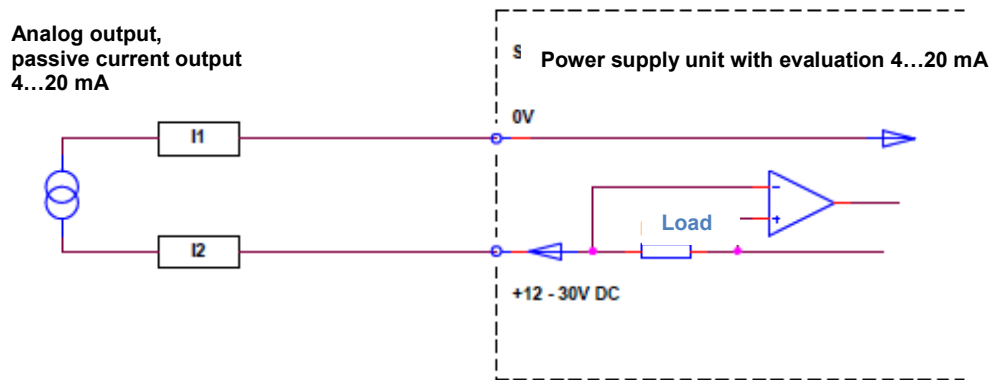 Analog output,
passive current output
4...20 mA
Power supply unit with evaluation 4...20 mA
0V
I1
Load
I2
+12 - 30V DC